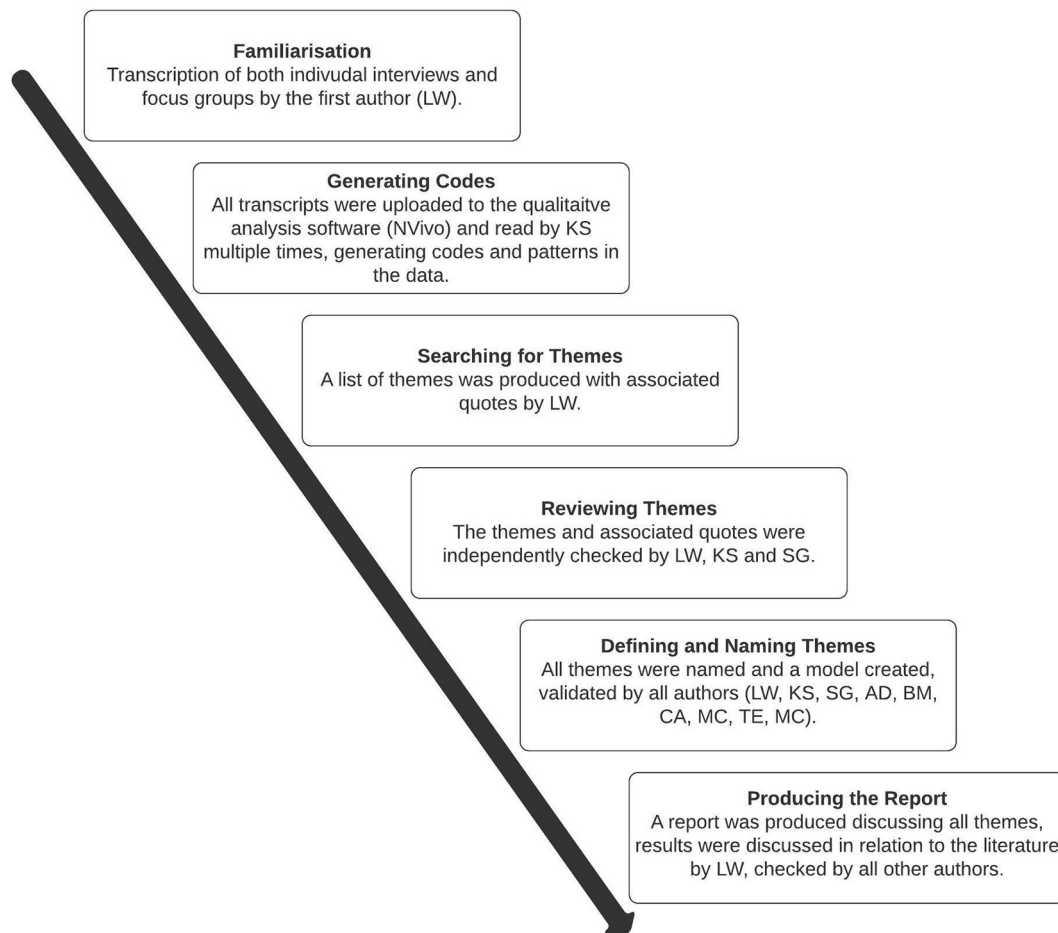 Familiarisation
Transcription of both indivudal interviews and
focus groups by the first author (LW).
Generating Codes
All transcripts were uploaded to the qualitaitve
analysis software (NVivo) and read by KS
multiple times, generating codes and patterns in
the data.
Searching for Themes
A list of themes was produced with associated
quotes by LW.
Reviewing Themes
The themes and associated quotes were
independently checked by LW, KS and SG.
Defining and Naming Themes
All themes were named and a model created,
validated by all authors (LW, KS, SG, AD, BM,
CA, MC, TE, MC).
Producing the Report
A report was produced discussing all themes,
results were discussed in relation to the literature
by LW, checked by all other authors.